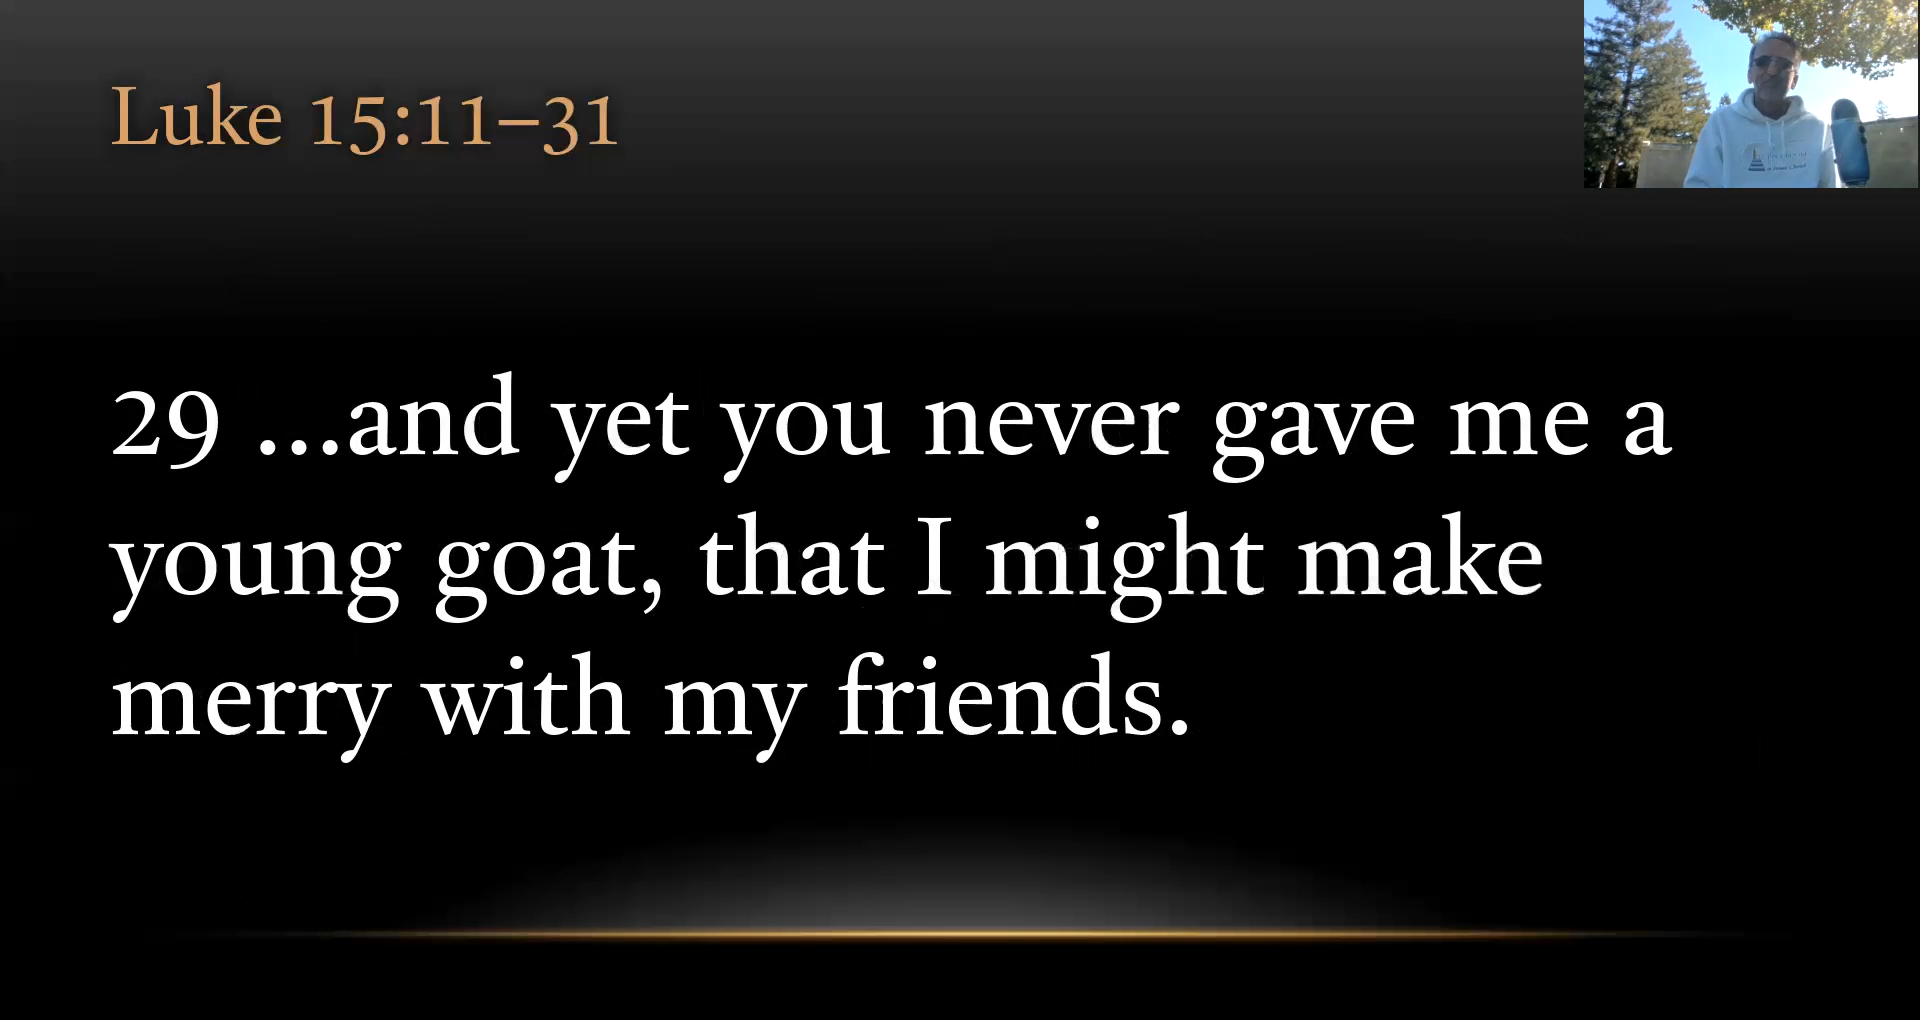 Luke 15:11–31
29 ...and yet you never gave me a
young goat, that I might make
merry with my friends.